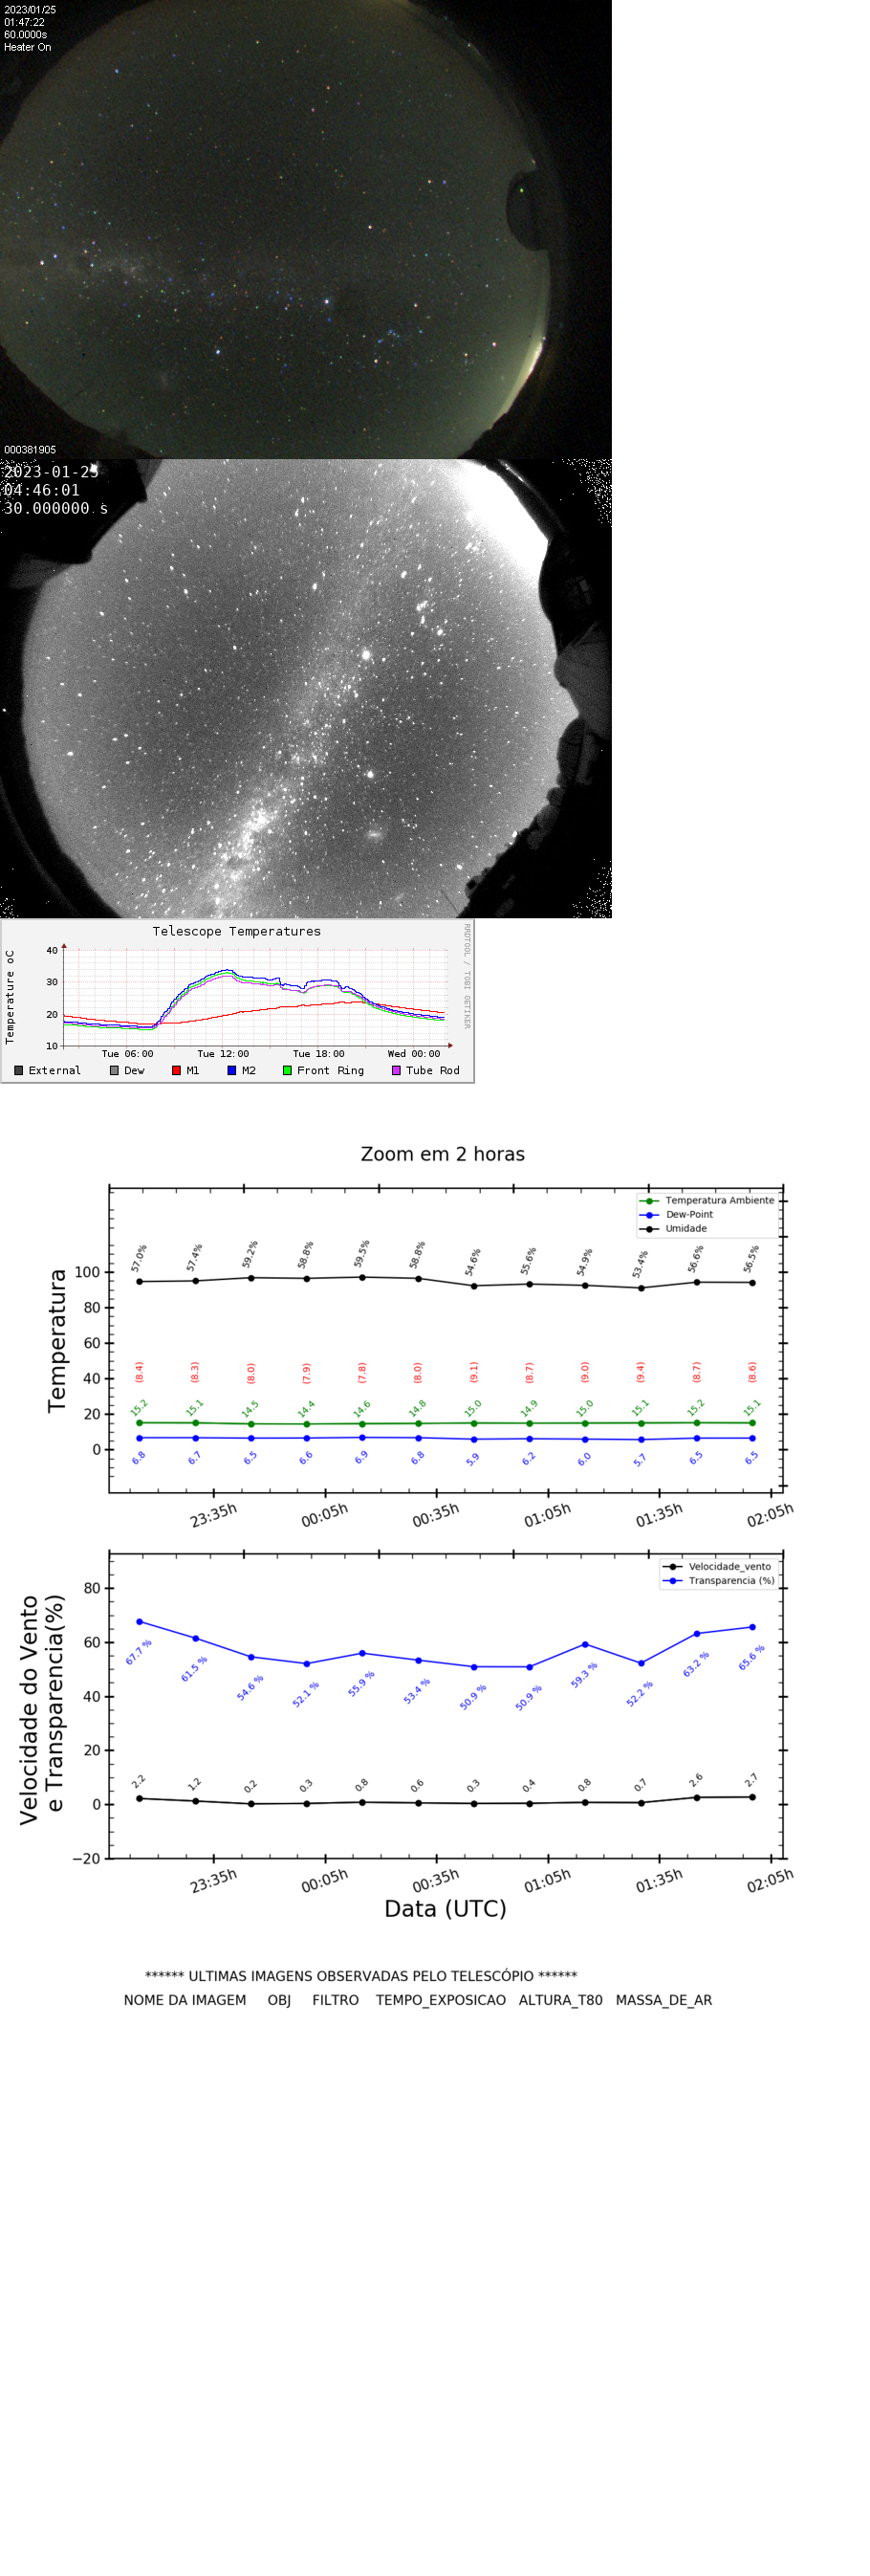 2023/01/25
01:47:22
60.0000s
Heater On
000381905
2023-01-25
04:46:01
30.000000 s
Telescope Temperatures
RRDTOOL / TOBI OETIKER
Temperature oC
40
30
20
10
Tue 06:00 Tue 12:00 Tue 18:00 Wed 00:00
External Dew M1 M2 Front Ring Tube Rod
Zoom em 2 horas
Temperatura Ambiente
Dew-Point
Umidade
Temperatura
57.0% 57.4% 59.2% 58.8% 59.5% 58.8% 54.6% 55.6% 54.9% 53.4% 56.6% 56.5%
100
80
60
40
20
0
(8.4) (8.3) (8.0) (7.9) (7.8) (8.0) (9.1) (8.7) (9.0) (9.4) (8.7) (8.6)
15.2 15.1 14.5 14.4 14.6 14.8 15.0 14.9 15.0 15.1 15.2 15.1
6.8 6.7 6.5 6.6 6.9 6.8 5.9 6.2 6.0 5.7 6.5 6.5
23:35h 00:05h 00:35h 01:05h 01:35h 02:05h
Velocidade_vento
Transparencia (%)
Velocidade do Vento
e Transparencia(%)
80
60
40
20
0
−20
67.7 % 61.5 % 54.6 % 52.1 % 55.9 % 53.4 % 50.9 % 50.9 % 59.3 % 52.2 % 63.2 % 65.6 %
2.2 1.2 0.2 0.3 0.8 0.6 0.3 0.4 0.8 0.7 2.6 2.7
23:35h 00:05h 00:35h 01:05h 01:35h 02:05h
Data (UTC)
****** ULTIMAS IMAGENS OBSERVADAS PELO TELESCÓPIO ******
NOME DA IMAGEM OBJ FILTRO TEMPO_EXPOSICAO ALTURA_T80 MASSA_DE_AR